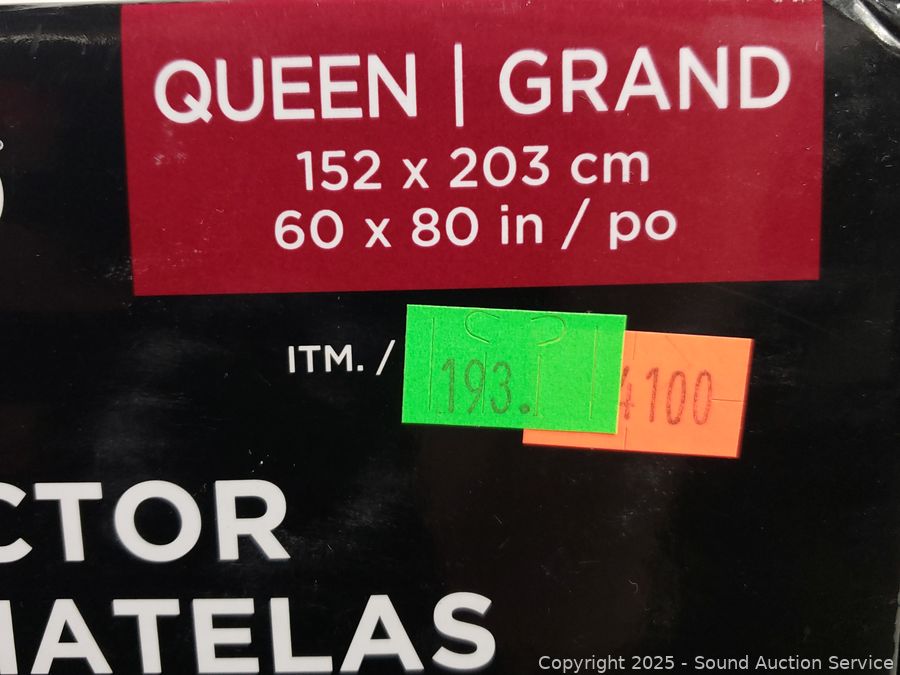 QUEEN | GRAND
152 x 203 cm
60 x 80 in / po
ITM. /
193.
4100
CTOR
MATELAS
Copyright 2025 - Sound Auction Service